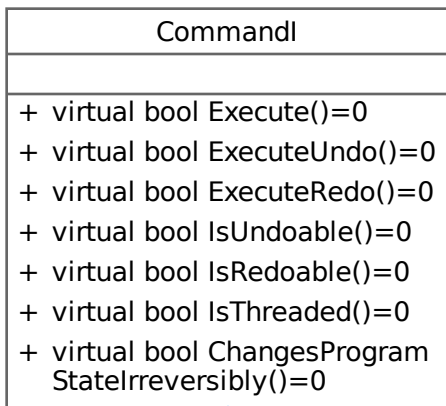 CommandI
+ virtual bool Execute()=0
+ virtual bool ExecuteUndo()=0
+ virtual bool ExecuteRedo()=0
+ virtual bool IsUndoable()=0
+ virtual bool IsRedoable()=0
+ virtual bool IsThreaded()=0
+ virtual bool ChangesProgram
StateIrreversibly()=0